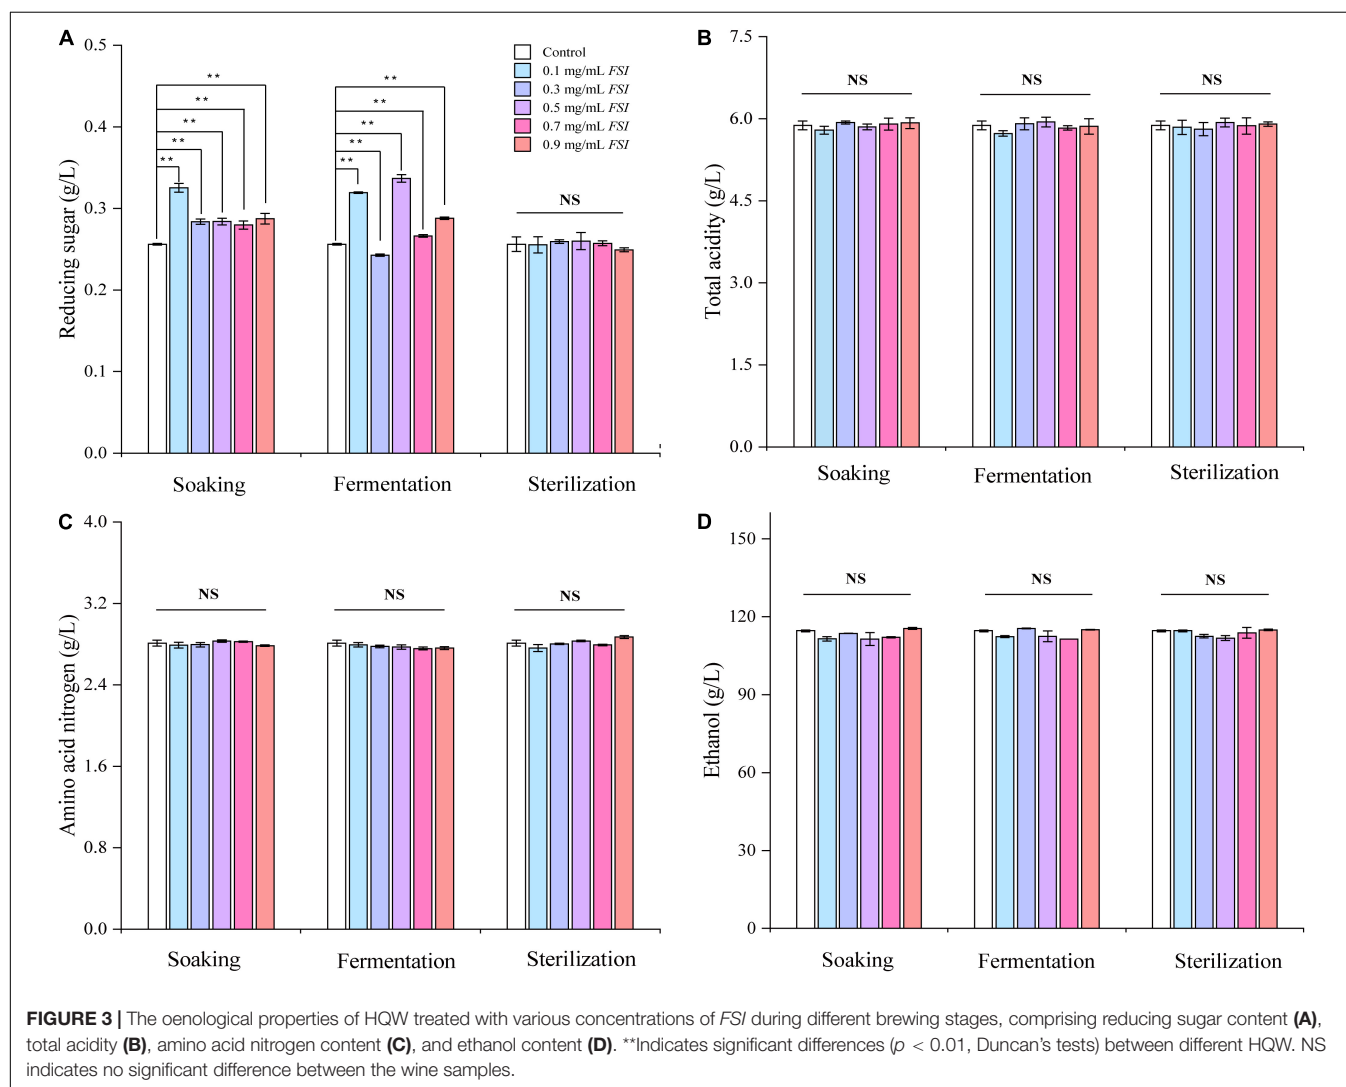 A
0.5
0.4
0.3
0.2
0.1
0.0
Reducing sugar (g/L)
Control
0.1 mg/mL FSI
0.3 mg/mL FSI
0.5 mg/mL FSI
0.7 mg/mL FSI
0.9 mg/mL FSI
**
**
**
**
**
**
**
**
**
**
NS
Soaking
Fermentation
Sterilization
B
7.5
6.0
4.5
3.0
1.5
0.0
Total acidity (g/L)
NS
NS
NS
Soaking
Fermentation
Sterilization
C
4.0
3.2
2.4
1.6
0.8
0.0
Amino acid nitrogen (g/L)
NS
NS
NS
Soaking
Fermentation
Sterilization
D
150
120
90
60
30
0
Ethanol (g/L)
NS
NS
NS
Soaking
Fermentation
Sterilization
FIGURE 3 | The oenological properties of HQW treated with various concentrations of FSI during different brewing stages, comprising reducing sugar content (A),
total acidity (B), amino acid nitrogen content (C), and ethanol content (D). **Indicates significant differences (p < 0.01, Duncan's tests) between different HQW. NS
indicates no significant difference between the wine samples.